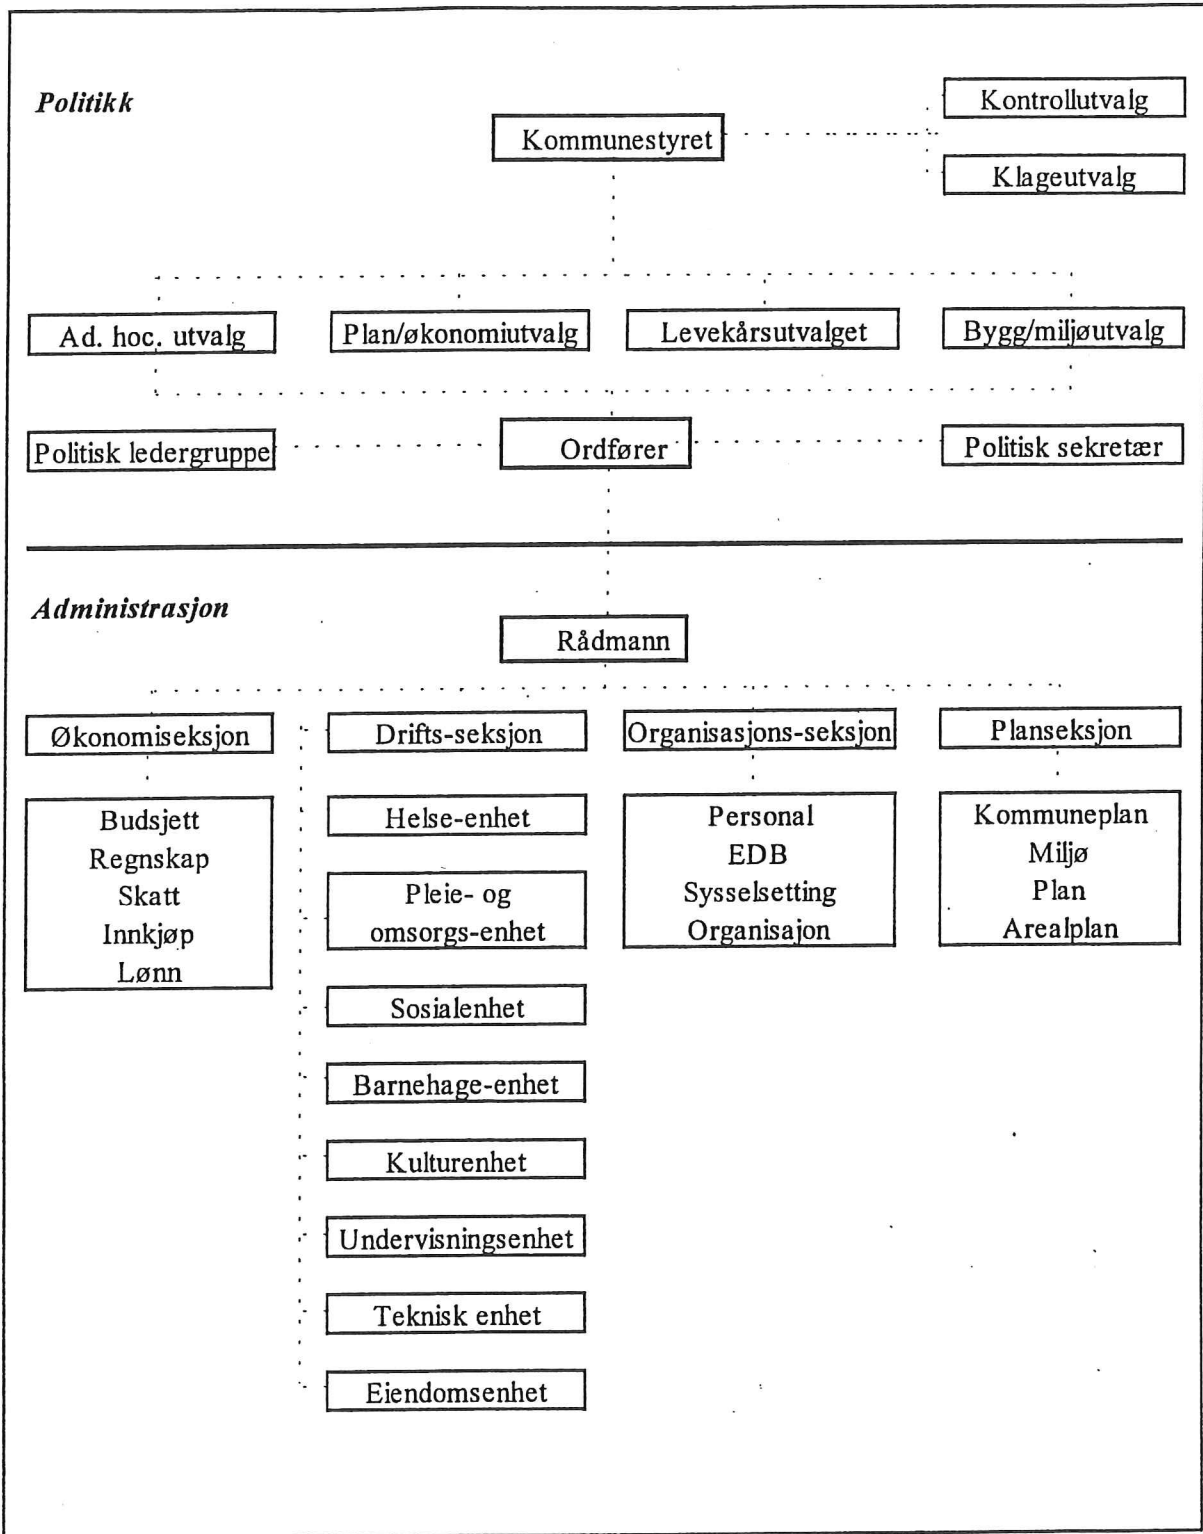 Politikk
Kommunestyret
Kontrollutvalg
Klageutvalg
Ad. hoc. utvalg
Plan/økonomiutvalg
Levekårsutvalget
Bygg/miljøutvalg
Politisk ledergruppe
Ordfører
Politisk sekretær
Administrasjon
Rådmann
Økonomiseksjon
Budsjett
Regnskap
Skatt
Innkjøp
Lønn
Drifts-seksjon
Helse-enhet
Pleie- og
omsorgs-enhet
Sosialenhet
Barnehage-enhet
Kulturenhet
Undervisningsenhet
Teknisk enhet
Eiendomsenhet
Organisasjons-seksjon
Personal
EDB
Sysselsetting
Organisajon
Planseksjon
Kommuneplan
Miljø
Plan
Arealplan